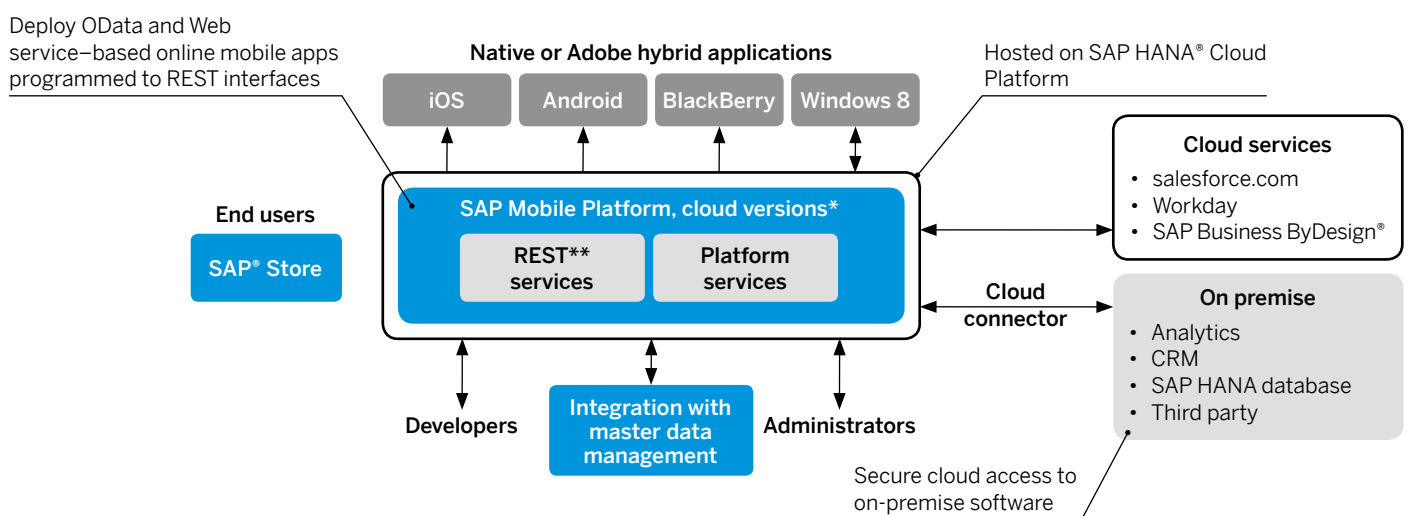 Deploy OData and Web
service–based online mobile apps
programmed to REST interfaces
Native or Adobe hybrid applications
Hosted on SAP HANA® Cloud
Platform
iOS
Android
BlackBerry
Windows 8
Cloud services
• salesforce.com
• Workday
• SAP Business ByDesign®
End users
SAP® Store
SAP Mobile Platform, cloud versions*
REST**
services
Platform
services
Cloud
connector
On premise
• Analytics
• CRM
• SAP HANA database
• Third party
Developers
Integration with
master data
management
Administrators
Secure cloud access to
on-premise software